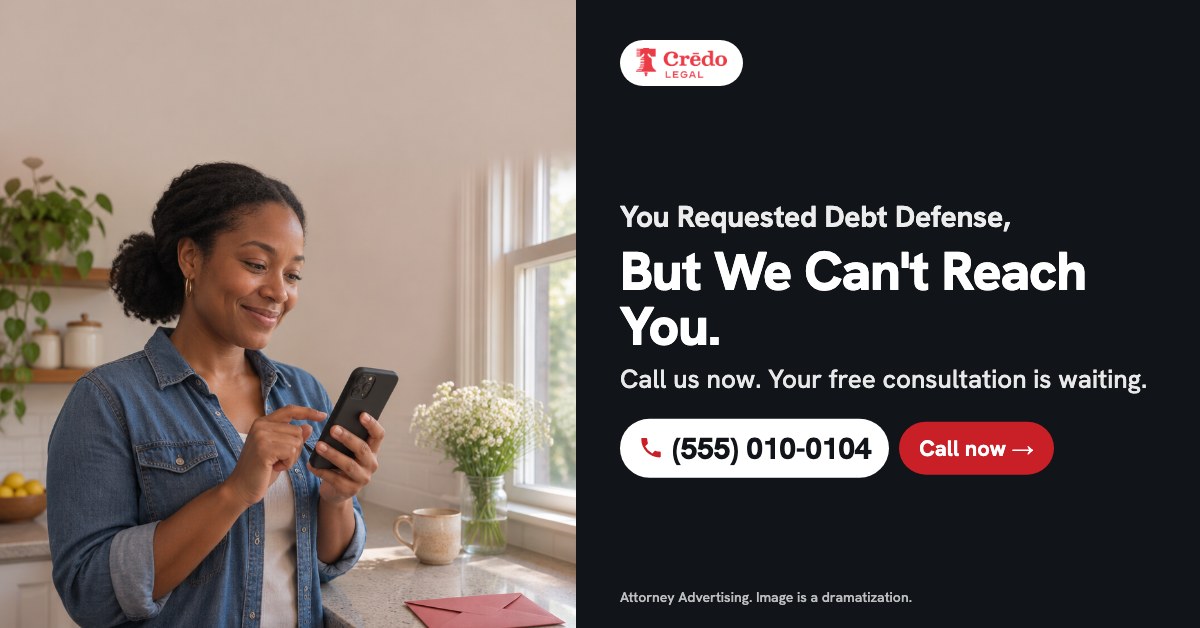 Crēdo
LEGAL
You Requested Debt Defense,
But We Can't Reach
You.
Call us now. Your free consultation is waiting.
(555) 010-0104
Call now →
Attorney Advertising. Image is a dramatization.